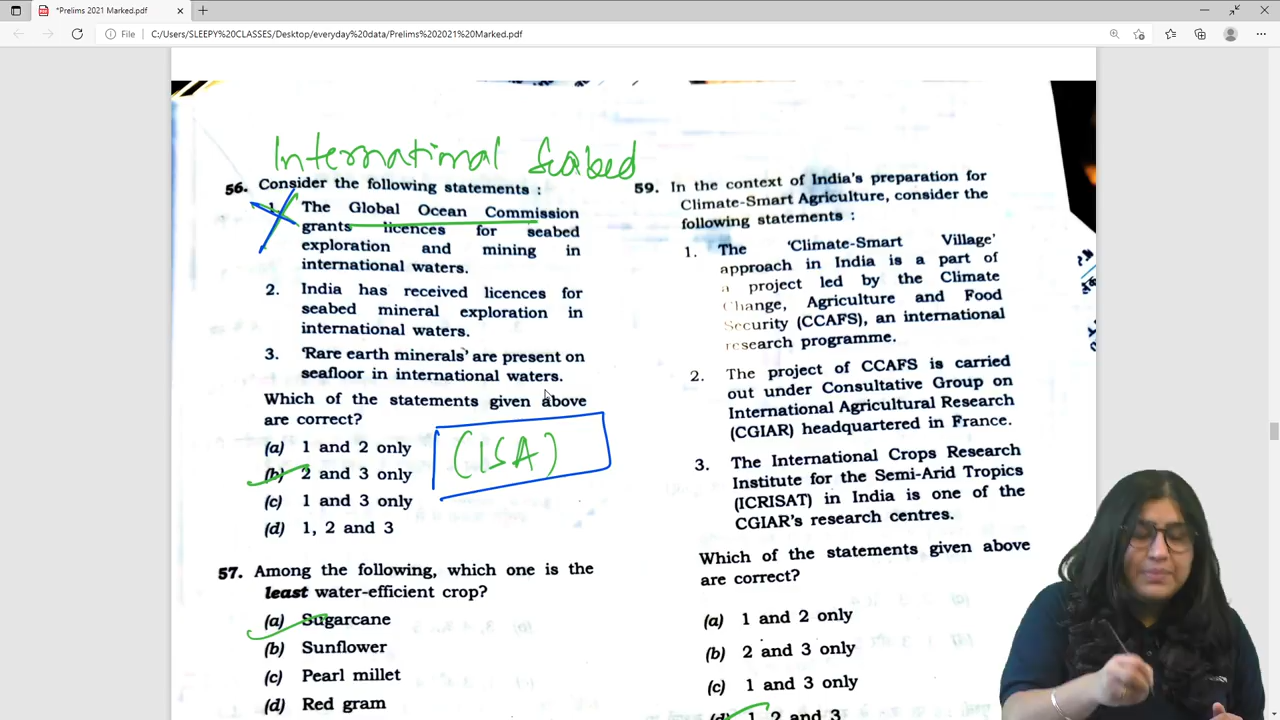 *Prelims 2021 Marked.pdf
File
C:/Users/SLEEPY%20CLASSES/Desktop/everyday%20data/Prelims%202021%20Marked.pdf
International Seabed
56. Consider the following statements :
1. The Global Ocean Commission
grants licences for seabed
exploration and mining in
international waters.
2. India has received licences for
seabed mineral exploration in
international waters.
3. 'Rare earth minerals' are present on
seafloor in international waters.
Which of the statements given above
are correct?
(a) 1 and 2 only
(b) 2 and 3 only
(c) 1 and 3 only
(d) 1, 2 and 3
(ISA)
57. Among the following, which one is the
least water-efficient crop?
(a) Sugarcane
(b) Sunflower
(c) Pearl millet
(d) Red gram
59. In the context of India's preparation for
Climate-Smart Agriculture, consider the
following statements :
1. The 'Climate-Smart Village'
approach in India is a part of
a project led by the Climate
Change, Agriculture and Food
Security (CCAFS), an international
research programme.
2. The project of CCAFS is carried
out under Consultative Group on
International Agricultural Research
(CGIAR) headquartered in France.
3. The International Crops Research
Institute for the Semi-Arid Tropics
(ICRISAT) in India is one of the
CGIAR's research centres.
Which of the statements given above
are correct?
(a) 1 and 2 only
(b) 2 and 3 only
(c) 1 and 3 only
(d) 1, 2 and 3